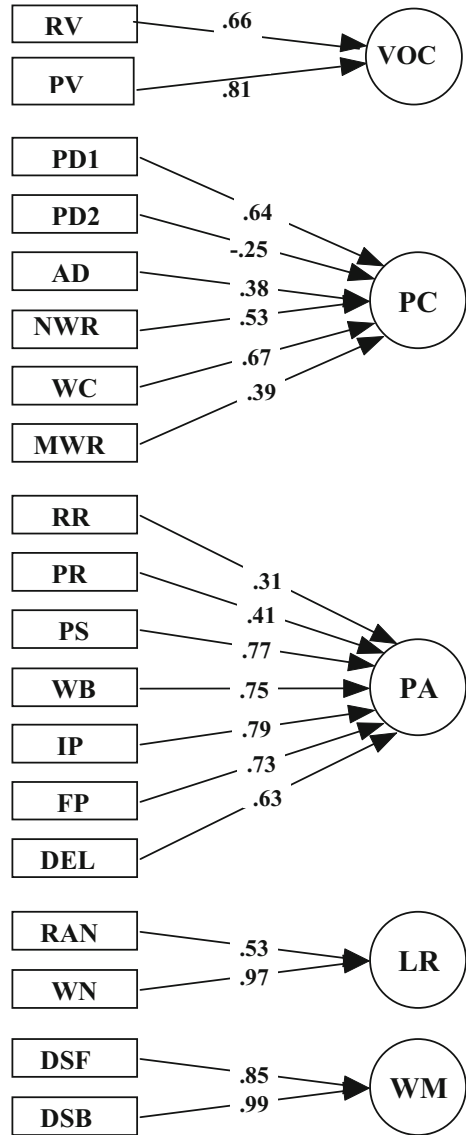 RV .66 VOC
PV .81
PD1 .64
PD2 -.25
AD .38 PC
NWR .53
WC .67
MWR .39
RR .31
PR .41
PS .77
WB .75 PA
IP .79
FP .73
DEL .63
RAN .53 LR
WN .97
DSF .85 WM
DSB .99